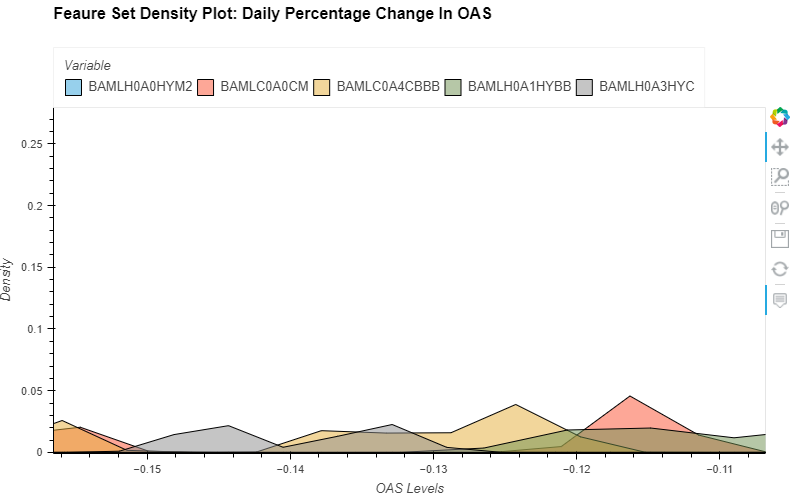 Feaure Set Density Plot: Daily Percentage Change In OAS
Variable
BAMLH0A0HYM2 BAMLC0A0CM BAMLC0A4CBBB BAMLH0A1HYBB BAMLH0A3HYC
0.25
0.2
0.15
0.1
0.05
0
Density
−0.15 −0.14 −0.13 −0.12 −0.11
OAS Levels